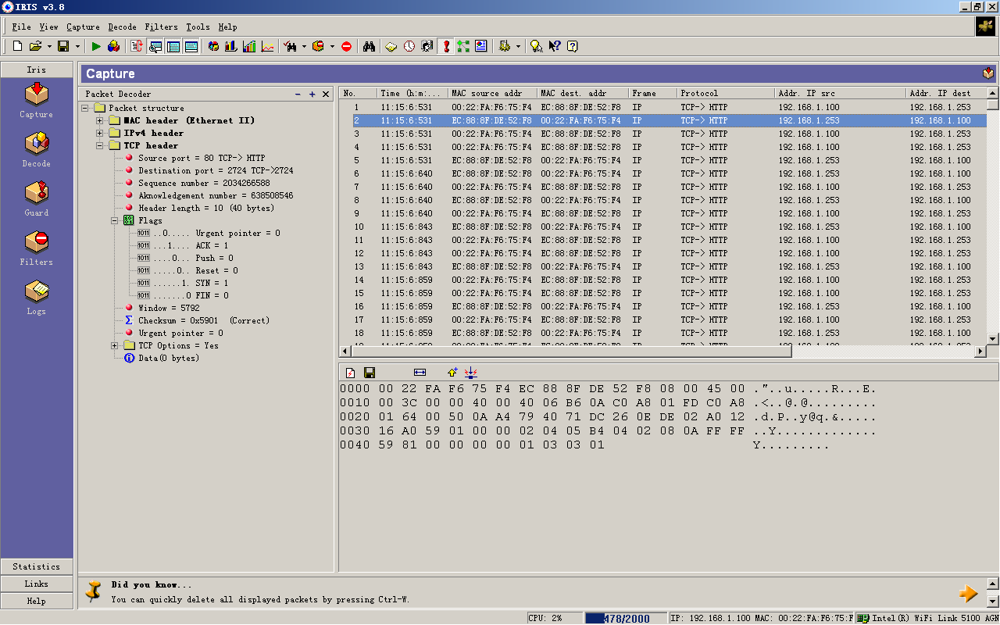 IRIS v3.8
File View Capture Decode Filters Tools Help
Iris
Capture
Decode
Guard
Filters
Logs
Statistics
Links
Help
Capture
Packet Decoder
Packet structure
MAC header (Ethernet II)
IPv4 header
TCP header
Source port = 80 TCP-> HTTP
Destination port = 2724 TCP->2724
Sequence number = 2034266588
Aknowledgement number = 638508546
Header length = 10 (40 bytes)
Flags
1011 ..0..... Urgent pointer = 0
1011 ...1.... ACK = 1
1011 ....0... Push = 0
1011 .....0.. Reset = 0
1011 ......1. SYN = 1
1011 .......0 FIN = 0
Window = 5792
Checksum = 0x5901 (Correct)
Urgent pointer = 0
TCP Options = Yes
Data(0 bytes)
No. Time (h:m:... MAC source addr MAC dest. addr Frame Protocol Addr. IP src Addr. IP dest
1 11:15:6:531 00:22:FA:F6:75:F4 EC:88:8F:DE:52:F8 IP TCP-> HTTP 192.168.1.100 192.168.1.253
2 11:15:6:531 EC:88:8F:DE:52:F8 00:22:FA:F6:75:F4 IP TCP-> HTTP 192.168.1.253 192.168.1.100
3 11:15:6:531 00:22:FA:F6:75:F4 EC:88:8F:DE:52:F8 IP TCP-> HTTP 192.168.1.100 192.168.1.253
4 11:15:6:531 00:22:FA:F6:75:F4 EC:88:8F:DE:52:F8 IP TCP-> HTTP 192.168.1.100 192.168.1.253
5 11:15:6:531 00:22:FA:F6:75:F4 EC:88:8F:DE:52:F8 IP TCP-> HTTP 192.168.1.100 192.168.1.253
6 11:15:6:640 EC:88:8F:DE:52:F8 00:22:FA:F6:75:F4 IP TCP-> HTTP 192.168.1.253 192.168.1.100
7 11:15:6:640 00:22:FA:F6:75:F4 EC:88:8F:DE:52:F8 IP TCP-> HTTP 192.168.1.100 192.168.1.253
8 11:15:6:640 EC:88:8F:DE:52:F8 00:22:FA:F6:75:F4 IP TCP-> HTTP 192.168.1.253 192.168.1.100
9 11:15:6:640 00:22:FA:F6:75:F4 EC:88:8F:DE:52:F8 IP TCP-> HTTP 192.168.1.100 192.168.1.253
10 11:15:6:843 EC:88:8F:DE:52:F8 00:22:FA:F6:75:F4 IP TCP-> HTTP 192.168.1.253 192.168.1.100
11 11:15:6:843 00:22:FA:F6:75:F4 EC:88:8F:DE:52:F8 IP TCP-> HTTP 192.168.1.100 192.168.1.253
12 11:15:6:843 EC:88:8F:DE:52:F8 00:22:FA:F6:75:F4 IP TCP-> HTTP 192.168.1.253 192.168.1.100
13 11:15:6:843 00:22:FA:F6:75:F4 EC:88:8F:DE:52:F8 IP TCP-> HTTP 192.168.1.100 192.168.1.253
14 11:15:6:859 EC:88:8F:DE:52:F8 00:22:FA:F6:75:F4 IP TCP-> HTTP 192.168.1.253 192.168.1.100
15 11:15:6:859 00:22:FA:F6:75:F4 EC:88:8F:DE:52:F8 IP TCP-> HTTP 192.168.1.100 192.168.1.253
16 11:15:6:859 EC:88:8F:DE:52:F8 00:22:FA:F6:75:F4 IP TCP-> HTTP 192.168.1.253 192.168.1.100
17 11:15:6:859 00:22:FA:F6:75:F4 EC:88:8F:DE:52:F8 IP TCP-> HTTP 192.168.1.100 192.168.1.253
18 11:15:6:859 EC:88:8F:DE:52:F8 00:22:FA:F6:75:F4 IP TCP-> HTTP 192.168.1.253 192.168.1.100
0000 00 22 FA F6 75 F4 EC 88 8F DE 52 F8 08 00 45 00 ."..u.....R...E.
0010 00 3C 00 00 40 00 40 06 B6 0A C0 A8 01 FD C0 A8 .<..@.@.........
0020 01 64 00 50 0A A4 79 40 71 DC 26 0E DE 02 A0 12 .d.P..y@q.&.....
0030 16 A0 59 01 00 00 02 04 05 B4 04 02 08 0A FF FF ..Y.............
0040 59 81 00 00 00 00 01 03 03 01 Y.........
Did you know...
You can quickly delete all displayed packets by pressing Ctrl-W.
CPU: 2% 478/2000 IP: 192.168.1.100 MAC: 00:22:FA:F6:75:F Intel(R) WiFi Link 5100 AGN